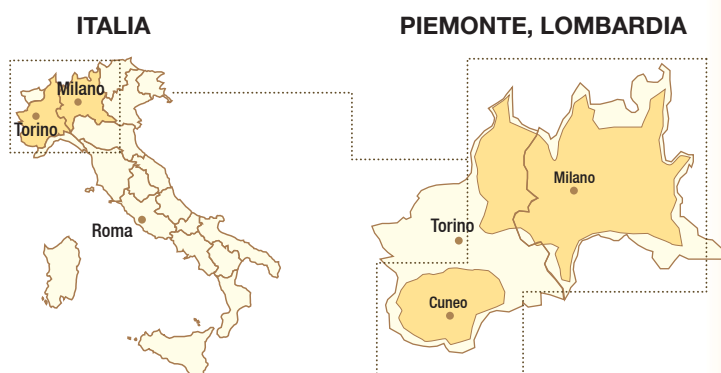 ITALIA
PIEMONTE, LOMBARDIA
Milano
Torino
Roma
Milano
Torino
Cuneo